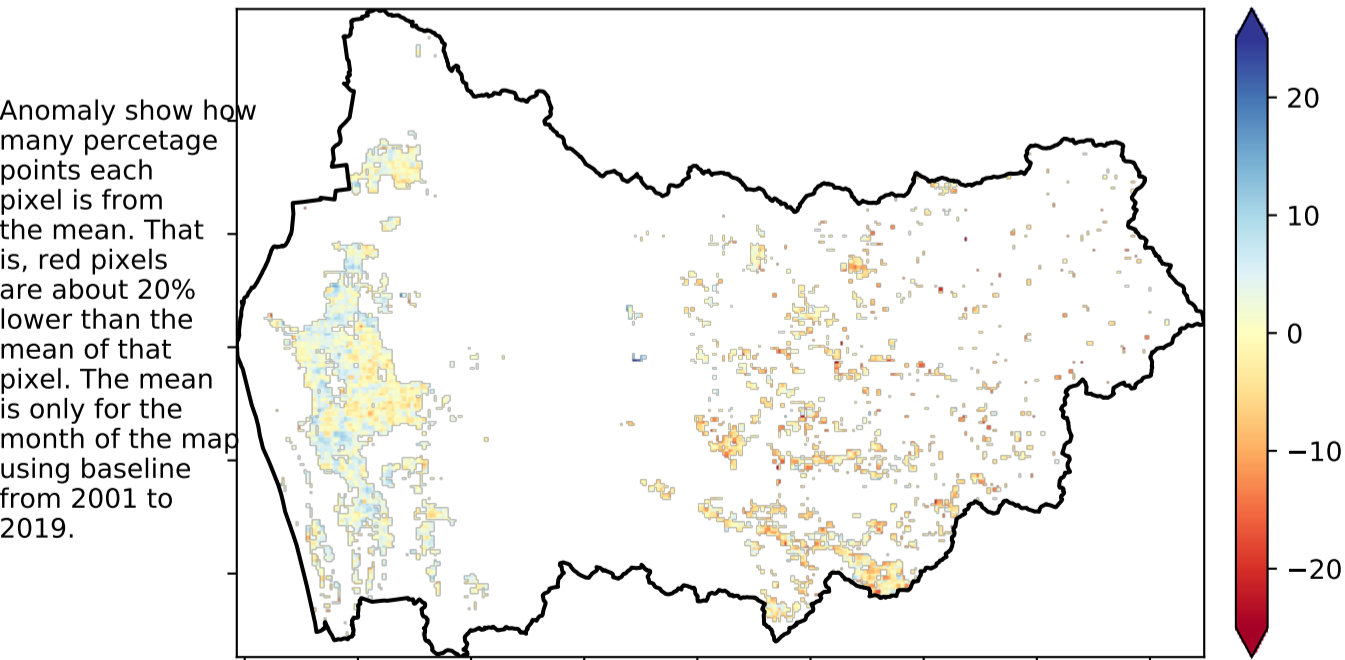 Anomaly show how
many percetage
points each
pixel is from
the mean. That
is, red pixels
are about 20%
lower than the
mean of that
pixel. The mean
is only for the
month of the map
using baseline
from 2001 to
2019.
20
10
0
−10
−20